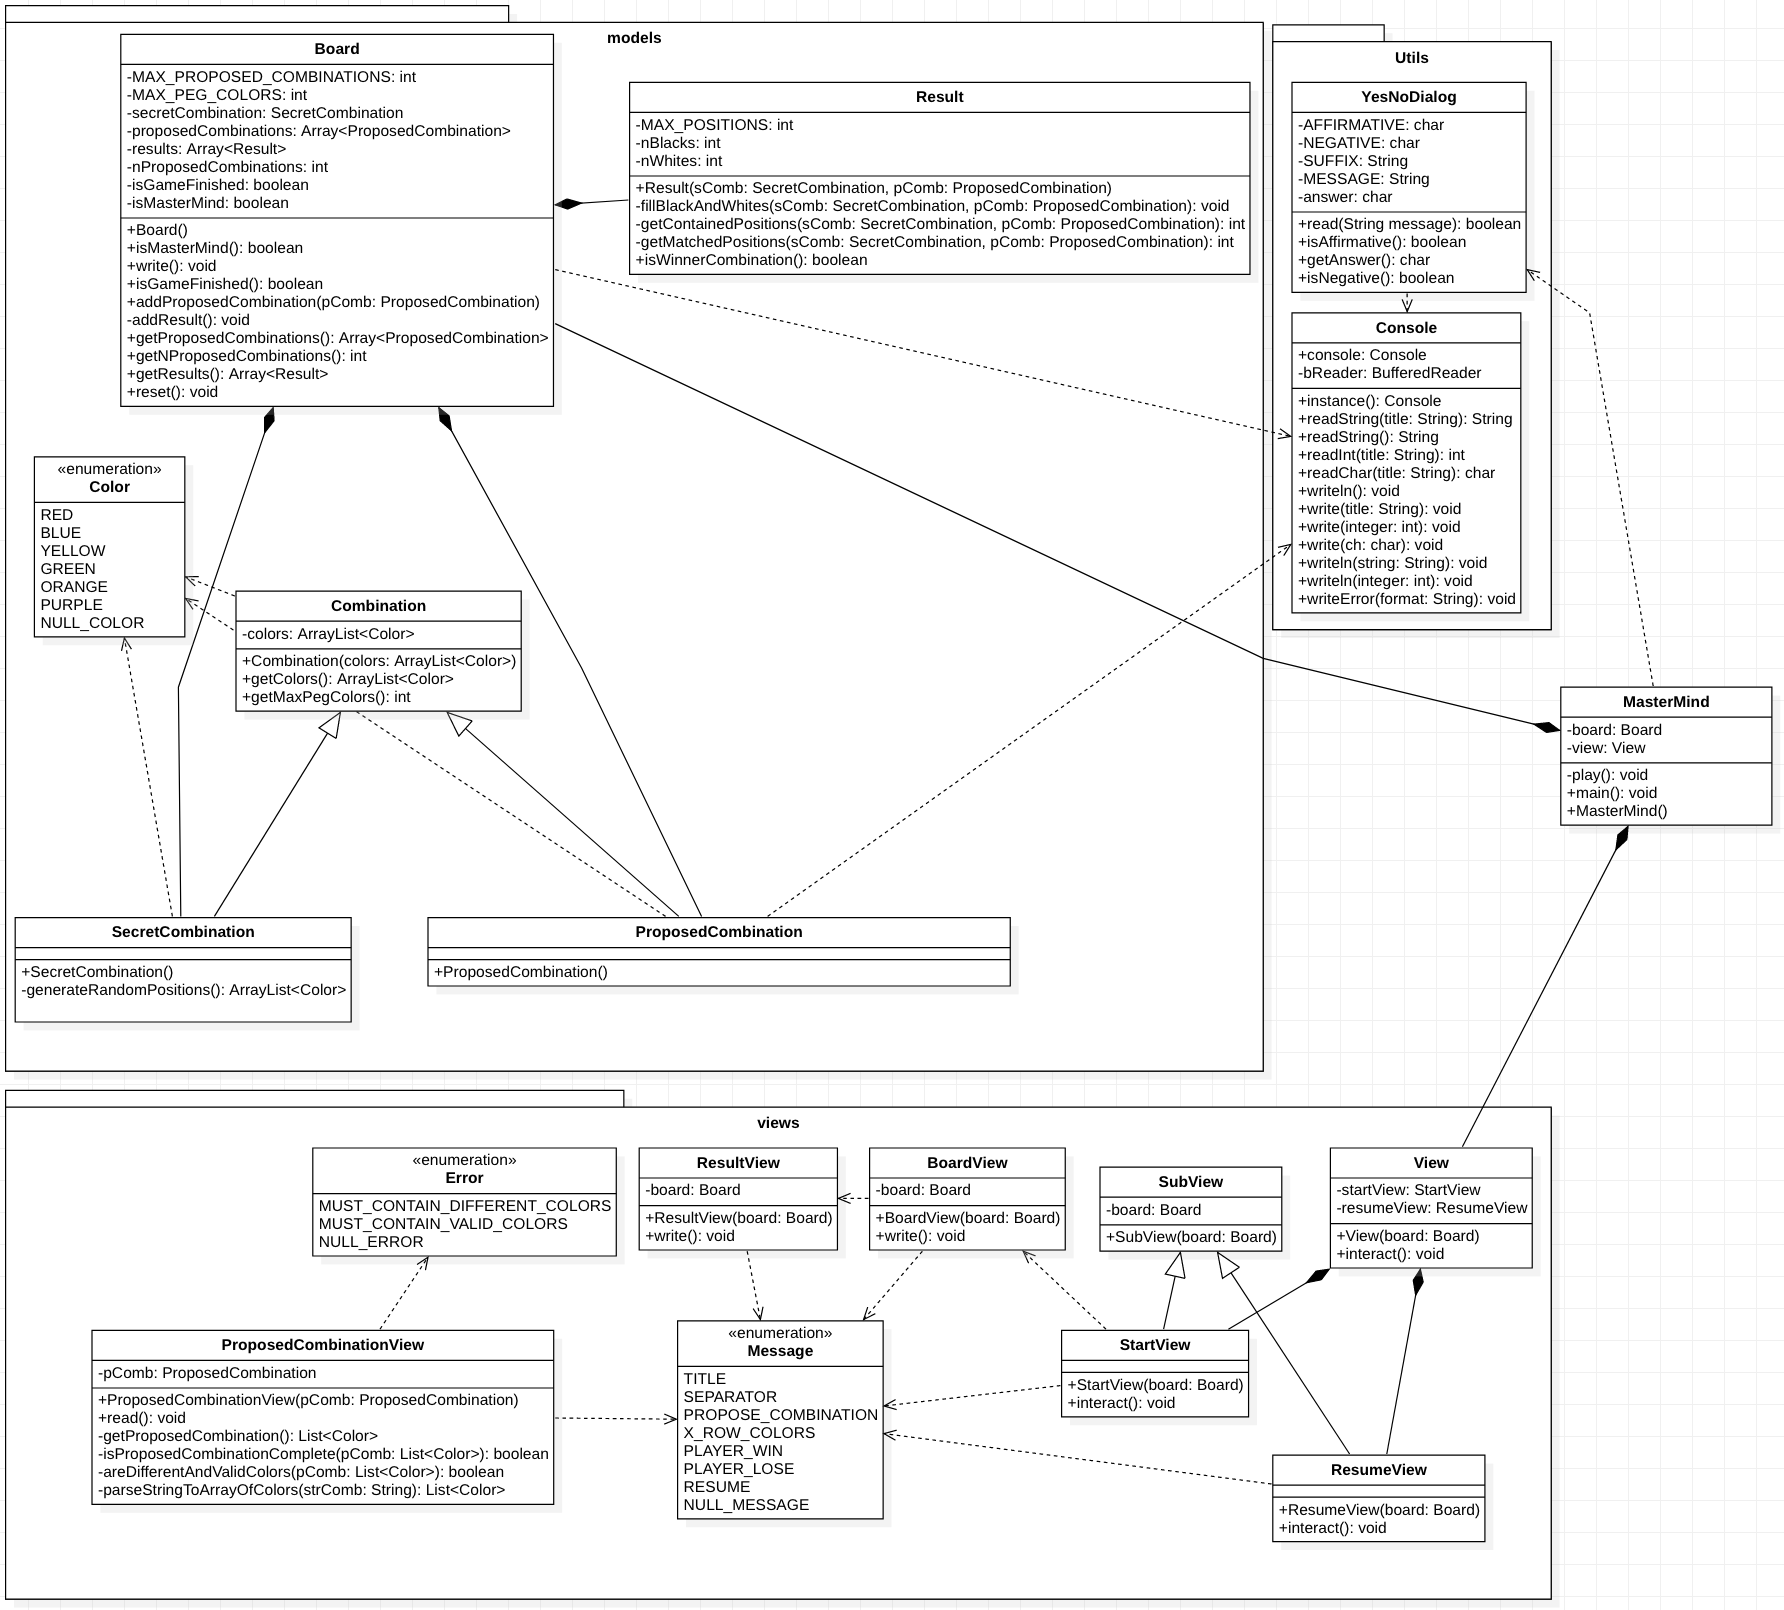 models
Board
-MAX_PROPOSED_COMBINATIONS: int
-MAX_PEG_COLORS: int
-secretCombination: SecretCombination
-proposedCombinations: Array<ProposedCombination>
-results: Array<Result>
-nProposedCombinations: int
-isGameFinished: boolean
-isMasterMind: boolean
+Board()
+isMasterMind(): boolean
+write(): void
+isGameFinished(): boolean
+addProposedCombination(pComb: ProposedCombination)
-addResult(): void
+getProposedCombinations(): Array<ProposedCombination>
+getNProposedCombinations(): int
+getResults(): Array<Result>
+reset(): void
Result
-MAX_POSITIONS: int
-nBlacks: int
-nWhites: int
+Result(sComb: SecretCombination, pComb: ProposedCombination)
-fillBlackAndWhites(sComb: SecretCombination, pComb: ProposedCombination): void
-getContainedPositions(sComb: SecretCombination, pComb: ProposedCombination): int
-getMatchedPositions(sComb: SecretCombination, pComb: ProposedCombination): int
+isWinnerCombination(): boolean
Utils
YesNoDialog
-AFFIRMATIVE: char
-NEGATIVE: char
-SUFFIX: String
-MESSAGE: String
-answer: char
+read(String message): boolean
+isAffirmative(): boolean
+getAnswer(): char
+isNegative(): boolean
Console
+console: Console
-bReader: BufferedReader
+instance(): Console
+readString(title: String): String
+readString(): String
+readInt(title: String): int
+readChar(title: String): char
+writeln(): void
+write(title: String): void
+write(integer: int): void
+write(ch: char): void
+writeln(string: String): void
+writeln(integer: int): void
+writeError(format: String): void
«enumeration»
Color
RED
BLUE
YELLOW
GREEN
ORANGE
PURPLE
NULL_COLOR
Combination
-colors: ArrayList<Color>
+Combination(colors: ArrayList<Color>)
+getColors(): ArrayList<Color>
+getMaxPegColors(): int
MasterMind
-board: Board
-view: View
-play(): void
+main(): void
+MasterMind()
SecretCombination
+SecretCombination()
-generateRandomPositions(): ArrayList<Color>
ProposedCombination
+ProposedCombination()
views
«enumeration»
Error
MUST_CONTAIN_DIFFERENT_COLORS
MUST_CONTAIN_VALID_COLORS
NULL_ERROR
ResultView
-board: Board
+ResultView(board: Board)
+write(): void
BoardView
-board: Board
+BoardView(board: Board)
+write(): void
SubView
-board: Board
+SubView(board: Board)
View
-startView: StartView
-resumeView: ResumeView
+View(board: Board)
+interact(): void
ProposedCombinationView
-pComb: ProposedCombination
+ProposedCombinationView(pComb: ProposedCombination)
+read(): void
-getProposedCombination(): List<Color>
-isProposedCombinationComplete(pComb: List<Color>): boolean
-areDifferentAndValidColors(pComb: List<Color>): boolean
-parseStringToArrayOfColors(strComb: String): List<Color>
«enumeration»
Message
TITLE
SEPARATOR
PROPOSE_COMBINATION
X_ROW_COLORS
PLAYER_WIN
PLAYER_LOSE
RESUME
NULL_MESSAGE
StartView
+StartView(board: Board)
+interact(): void
ResumeView
+ResumeView(board: Board)
+interact(): void